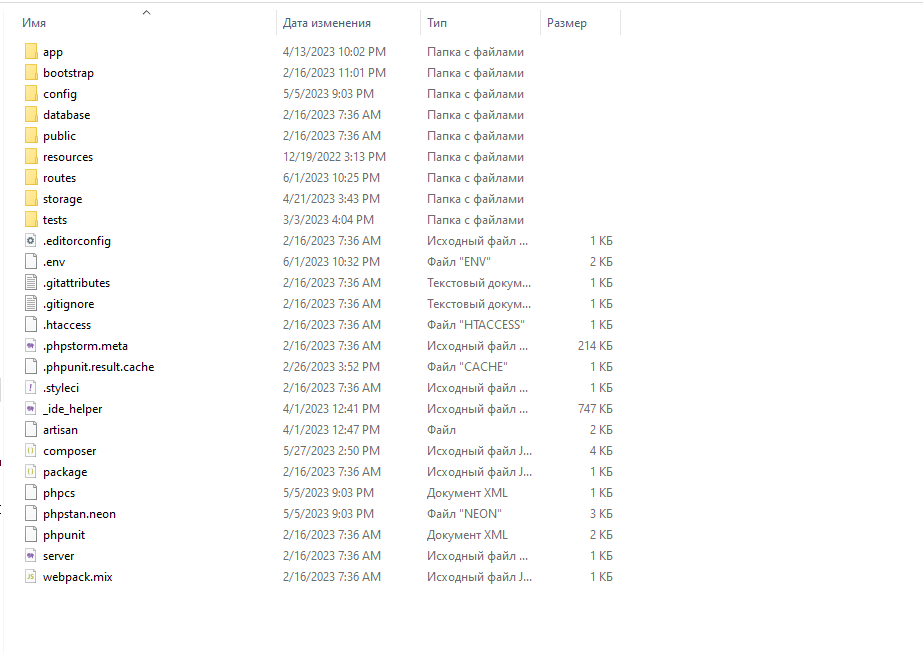 Имя Дата изменения Тип Размер
app 4/13/2023 10:02 PM Папка с файлами
bootstrap 2/16/2023 11:01 PM Папка с файлами
config 5/5/2023 9:03 PM Папка с файлами
database 2/16/2023 7:36 AM Папка с файлами
public 2/16/2023 7:36 AM Папка с файлами
resources 12/19/2022 3:13 PM Папка с файлами
routes 6/1/2023 10:25 PM Папка с файлами
storage 4/21/2023 3:43 PM Папка с файлами
tests 3/3/2023 4:04 PM Папка с файлами
.editorconfig 2/16/2023 7:36 AM Исходный файл ... 1 КБ
.env 6/1/2023 10:32 PM Файл "ENV" 2 КБ
.gitattributes 2/16/2023 7:36 AM Текстовый докум... 1 КБ
.gitignore 2/16/2023 7:36 AM Текстовый докум... 1 КБ
.htaccess 2/16/2023 7:36 AM Файл "HTACCESS" 1 КБ
.phpstorm.meta 2/16/2023 7:36 AM Исходный файл ... 214 КБ
.phpunit.result.cache 2/26/2023 3:52 PM Файл "CACHE" 1 КБ
.styleci 2/16/2023 7:36 AM Исходный файл ... 1 КБ
_ide_helper 4/1/2023 12:41 PM Исходный файл ... 747 КБ
artisan 4/1/2023 12:47 PM Файл 2 КБ
composer 5/27/2023 2:50 PM Исходный файл J... 4 КБ
package 2/16/2023 7:36 AM Исходный файл J... 1 КБ
phpcs 5/5/2023 9:03 PM Документ XML 1 КБ
phpstan.neon 5/5/2023 9:03 PM Файл "NEON" 3 КБ
phpunit 2/16/2023 7:36 AM Документ XML 2 КБ
server 2/16/2023 7:36 AM Исходный файл ... 1 КБ
webpack.mix 2/16/2023 7:36 AM Исходный файл J... 1 КБ